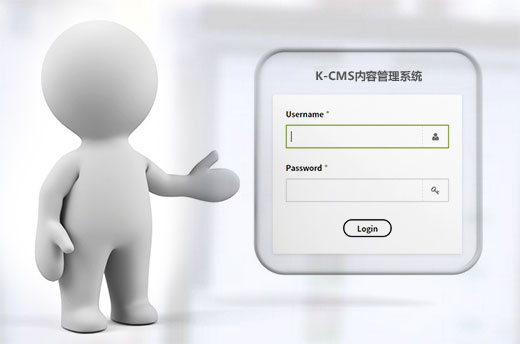 K-CMS内容管理系统
Username *
Password *
Login